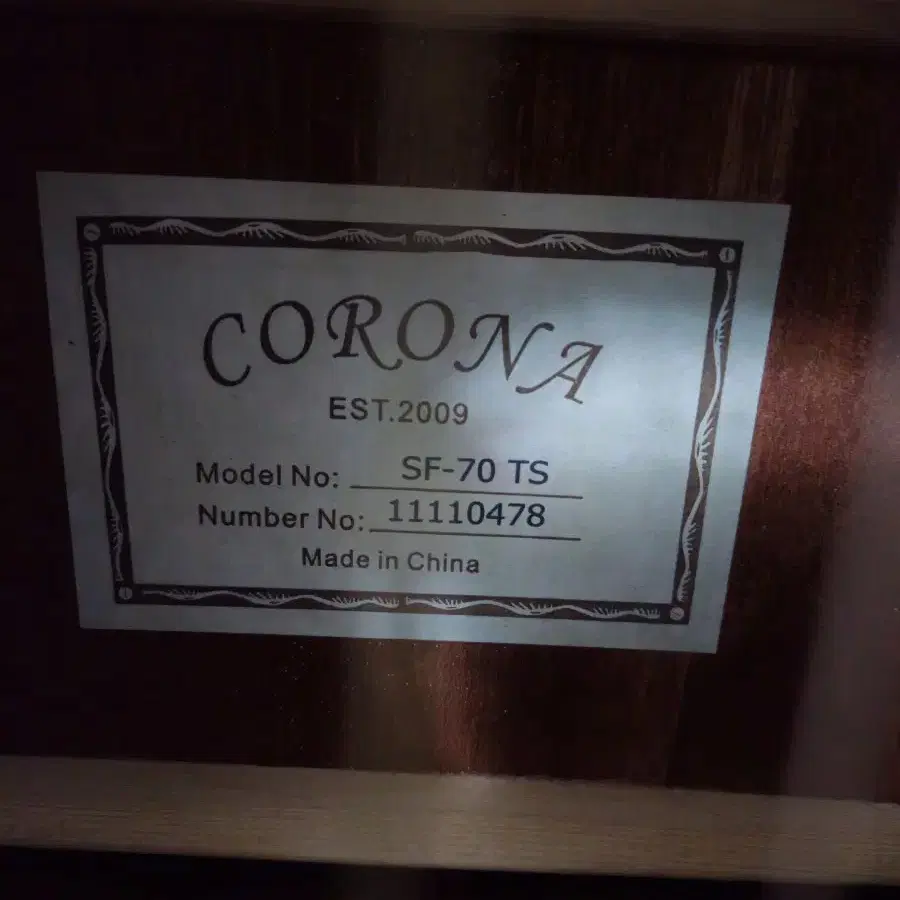 CORONA
EST.2009
Model No: SF-70 TS
Number No: 11110478
Made in China